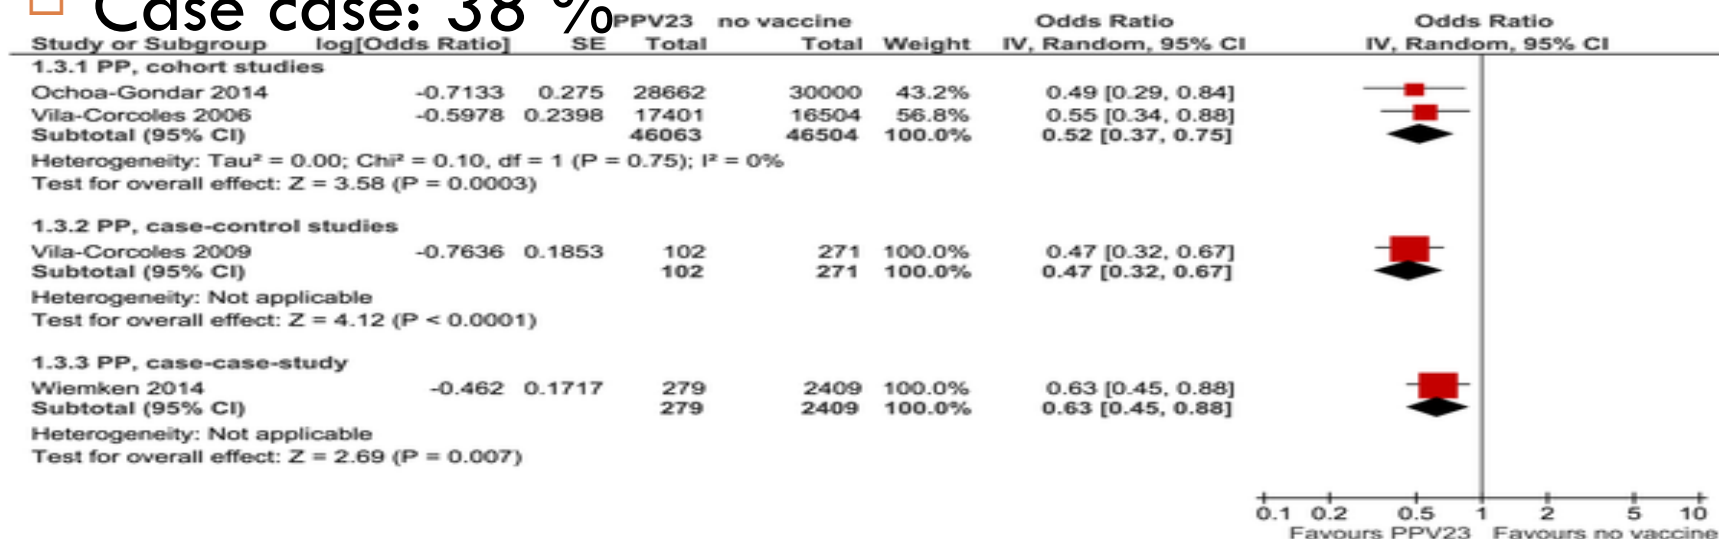 Case case: 38 %
PPV23 no vaccine Odds Ratio Odds Ratio
Study or Subgroup log[Odds Ratio] SE Total Total Weight IV, Random, 95% CI IV, Random, 95% CI
1.3.1 PP, cohort studies
Ochoa-Gondar 2014 -0.7133 0.275 28662 30000 43.2% 0.49 [0.29, 0.84]
Vila-Corcoles 2006 -0.5978 0.2398 17401 16504 56.8% 0.55 [0.34, 0.88]
Subtotal (95% CI) 46063 46504 100.0% 0.52 [0.37, 0.75]
Heterogeneity: Tau² = 0.00; Chi² = 0.10, df = 1 (P = 0.75); I² = 0%
Test for overall effect: Z = 3.58 (P = 0.0003)
1.3.2 PP, case-control studies
Vila-Corcoles 2009 -0.7636 0.1853 102 271 100.0% 0.47 [0.32, 0.67]
Subtotal (95% CI) 102 271 100.0% 0.47 [0.32, 0.67]
Heterogeneity: Not applicable
Test for overall effect: Z = 4.12 (P < 0.0001)
1.3.3 PP, case-case-study
Wiemken 2014 -0.462 0.1717 279 2409 100.0% 0.63 [0.45, 0.88]
Subtotal (95% CI) 279 2409 100.0% 0.63 [0.45, 0.88]
Heterogeneity: Not applicable
Test for overall effect: Z = 2.69 (P = 0.007)
0.1 0.2 0.5 1 2 5 10
Favours PPV23 Favours no vaccine